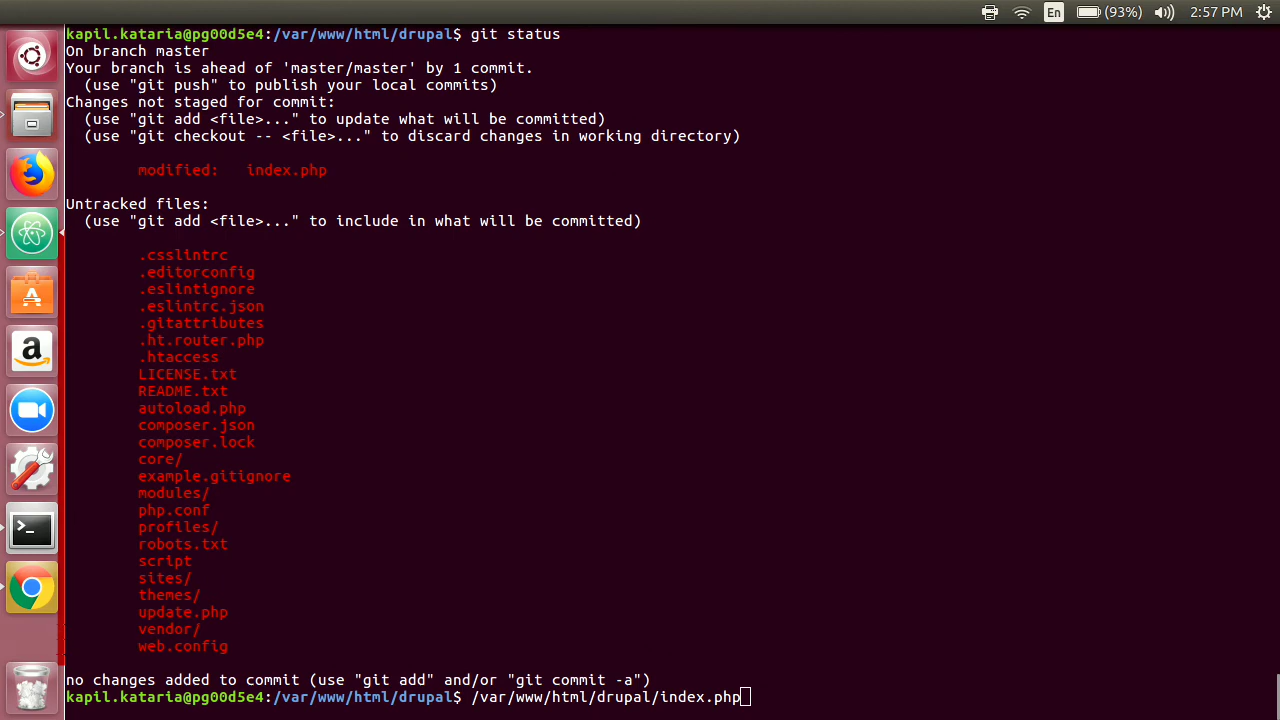 En (93%) 2:57 PM
kapil.kataria@pg00d5e4:/var/www/html/drupal$ git status
On branch master
Your branch is ahead of 'master/master' by 1 commit.
  (use "git push" to publish your local commits)
Changes not staged for commit:
  (use "git add <file>..." to update what will be committed)
  (use "git checkout -- <file>..." to discard changes in working directory)
modified:   index.php
Untracked files:
  (use "git add <file>..." to include in what will be committed)
.csslintrc
.editorconfig
.eslintignore
.eslintrc.json
.gitattributes
.ht.router.php
.htaccess
LICENSE.txt
README.txt
autoload.php
composer.json
composer.lock
core/
example.gitignore
modules/
php.conf
profiles/
robots.txt
script
sites/
themes/
update.php
vendor/
web.config
no changes added to commit (use "git add" and/or "git commit -a")
kapil.kataria@pg00d5e4:/var/www/html/drupal$ /var/www/html/drupal/index.php